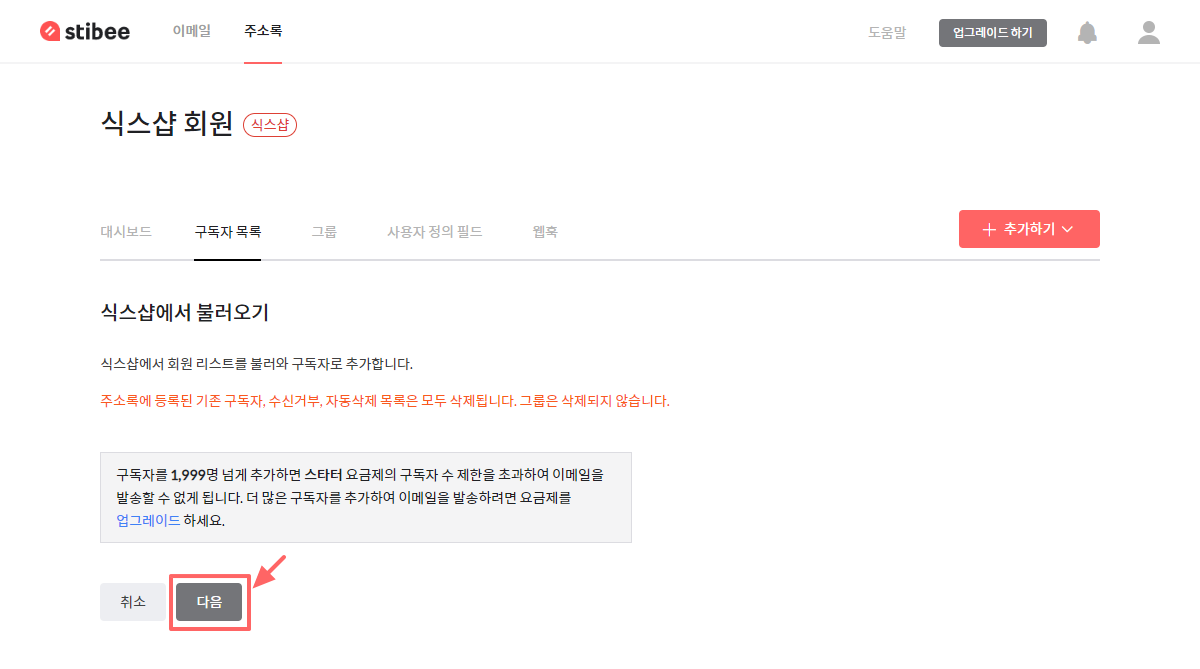 stibee 이메일 주소록 도움말 업그레이드 하기
식스샵 회원 식스샵
대시보드 구독자 목록 그룹 사용자 정의 필드 웹훅 추가하기
식스샵에서 불러오기
식스샵에서 회원 리스트를 불러와 구독자로 추가합니다.
주소록에 등록된 기존 구독자, 수신거부, 자동삭제 목록은 모두 삭제됩니다. 그룹은 삭제되지 않습니다.
구독자를 1,999명 넘게 추가하면 스타터 요금제의 구독자 수 제한을 초과하여 이메일을
발송할 수 없게 됩니다. 더 많은 구독자를 추가하여 이메일을 발송하려면 요금제를
업그레이드 하세요.
취소 다음